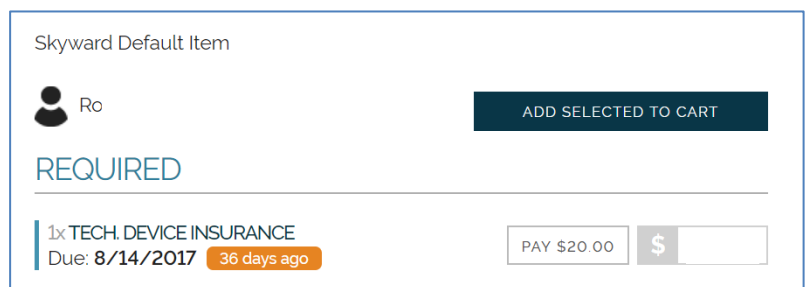 Skyward Default Item
Ro
ADD SELECTED TO CART
REQUIRED
1x TECH. DEVICE INSURANCE
Due: 8/14/2017 36 days ago
PAY $20.00 $